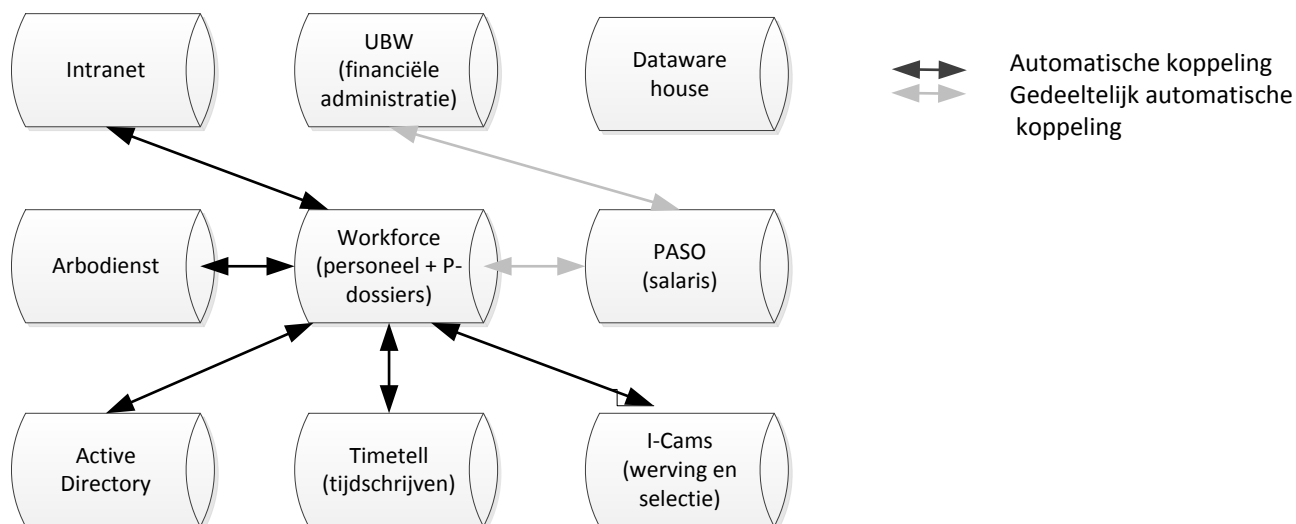 Intranet
UBW
(financiële
administratie)
Dataware
house
Automatische koppeling
Gedeeltelijk automatische
koppeling
Arbodienst
Workforce
(personeel + P-
dossiers)
PASO
(salaris)
Active
Directory
Timetell
(tijdschrijven)
I-Cams
(werving en
selectie)